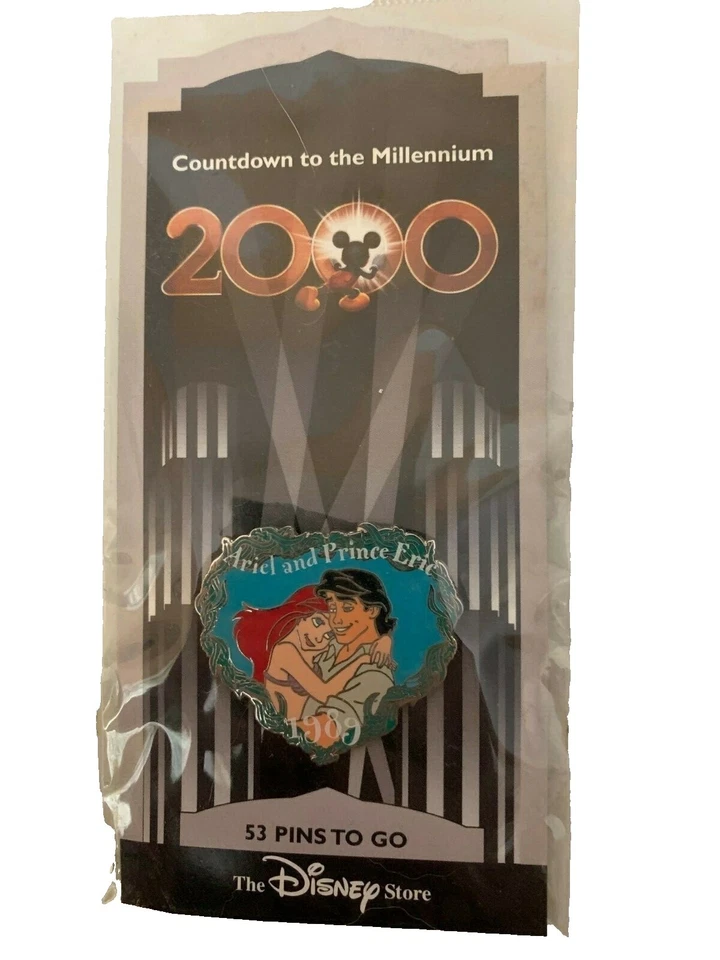 Countdown to the Millennium
2000
Ariel and Prince Eric
1989
53 PINS TO GO
The Disney Store